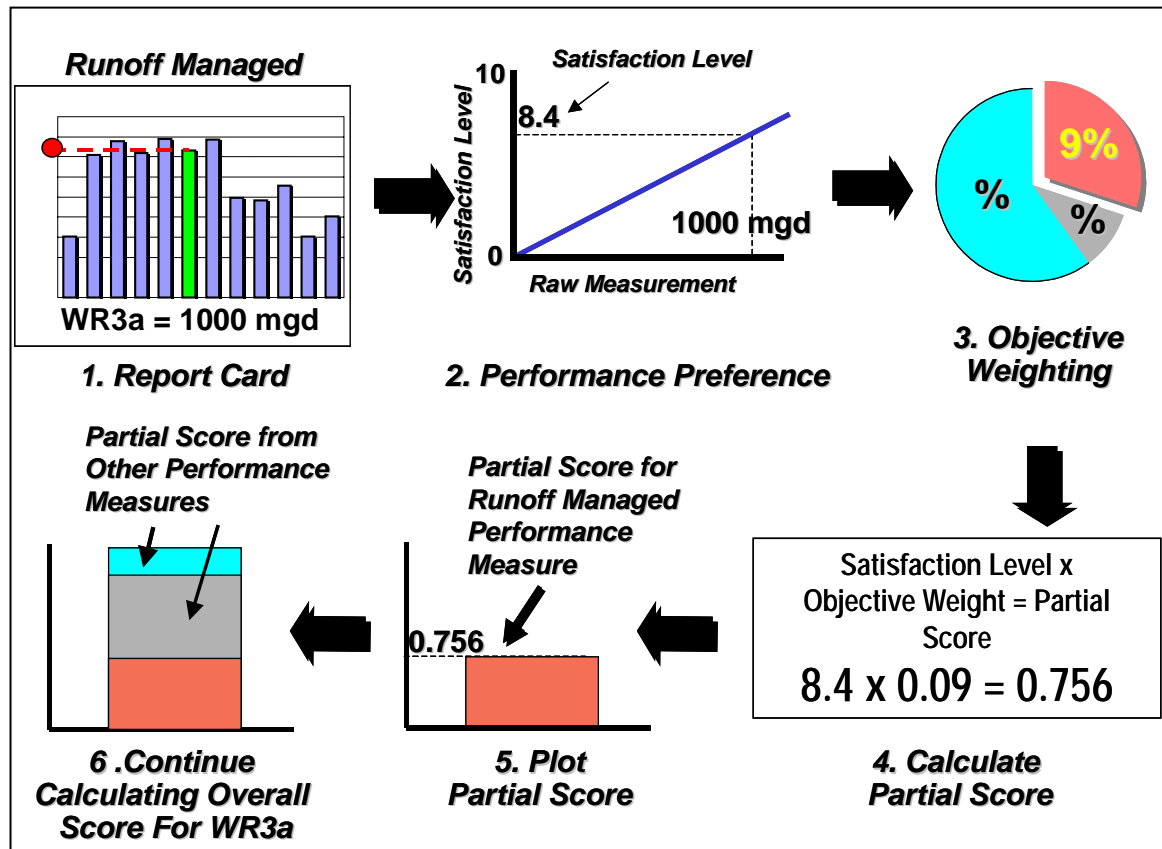 Runoff Managed
WR3a = 1000 mgd
1. Report Card
Satisfaction Level
10
8.4
Satisfaction Level
1000 mgd
0
Raw Measurement
2. Performance Preference
9%
%
%
3. Objective
Weighting
Satisfaction Level x
Objective Weight = Partial
Score
8.4 x 0.09 = 0.756
4. Calculate
Partial Score
Partial Score for
Runoff Managed
Performance
Measure
0.756
5. Plot
Partial Score
Partial Score from
Other Performance
Measures
6 .Continue
Calculating Overall
Score For WR3a